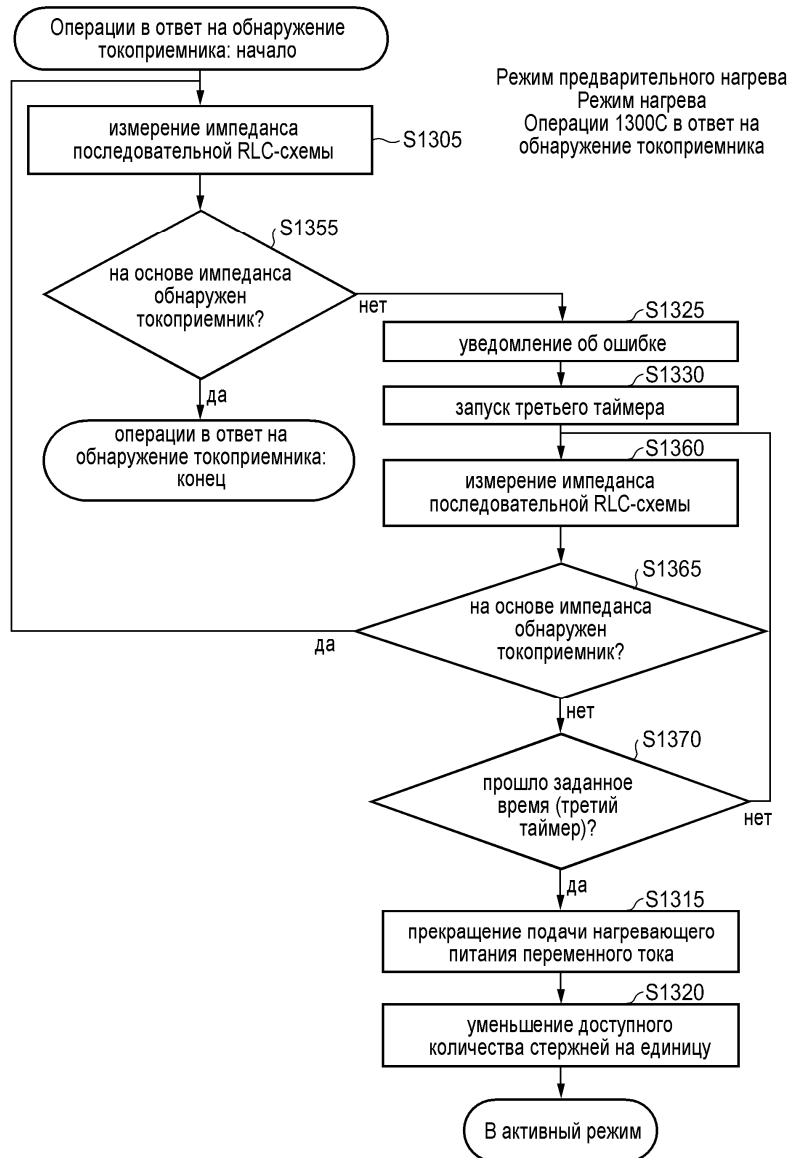 Операции в ответ на обнаружение
токоприемника: начало
Режим предварительного нагрева
Режим нагрева
Операции 1300C в ответ на
обнаружение токоприемника
измерение импеданса
последовательной RLC-схемы
S1305
S1355
на основе импеданса
обнаружен
токоприемник?
нет
да
операции в ответ на
обнаружение токоприемника:
конец
S1325
уведомление об ошибке
S1330
запуск третьего таймера
S1360
измерение импеданса
последовательной RLC-схемы
S1365
на основе импеданса
обнаружен
токоприемник?
да
нет
S1370
прошло заданное
время (третий
таймер)?
нет
да
S1315
прекращение подачи нагревающего
питания переменного тока
S1320
уменьшение доступного
количества стержней на единицу
В активный режим